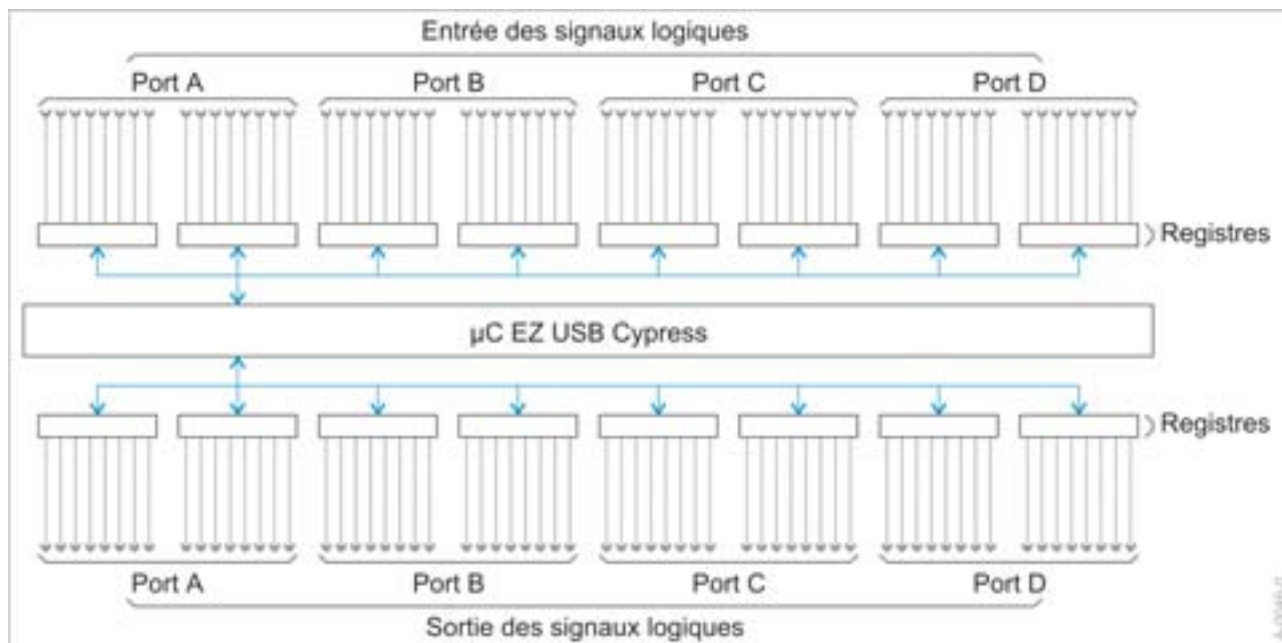 Entrée des signaux logiques
Port A Port B Port C Port D
Registres
µC EZ USB Cypress
Registres
Port A Port B Port C Port D
Sortie des signaux logiques